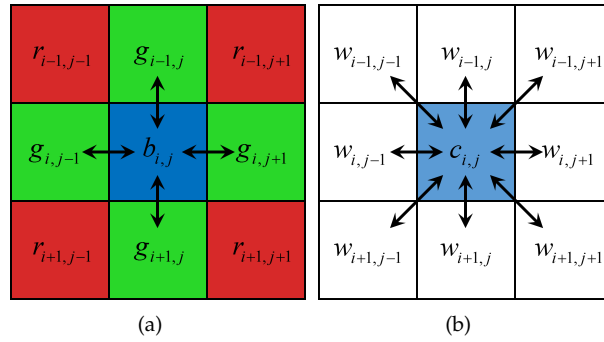 r_{i−1,j−1} g_{i−1,j} r_{i−1,j+1} w_{i−1,j−1} w_{i−1,j} w_{i−1,j+1}
g_{i,j−1} b_{i,j} g_{i,j+1} w_{i,j−1} c_{i,j} w_{i,j+1}
r_{i+1,j−1} g_{i+1,j} r_{i+1,j+1} w_{i+1,j−1} w_{i+1,j} w_{i+1,j+1}
(a) (b)